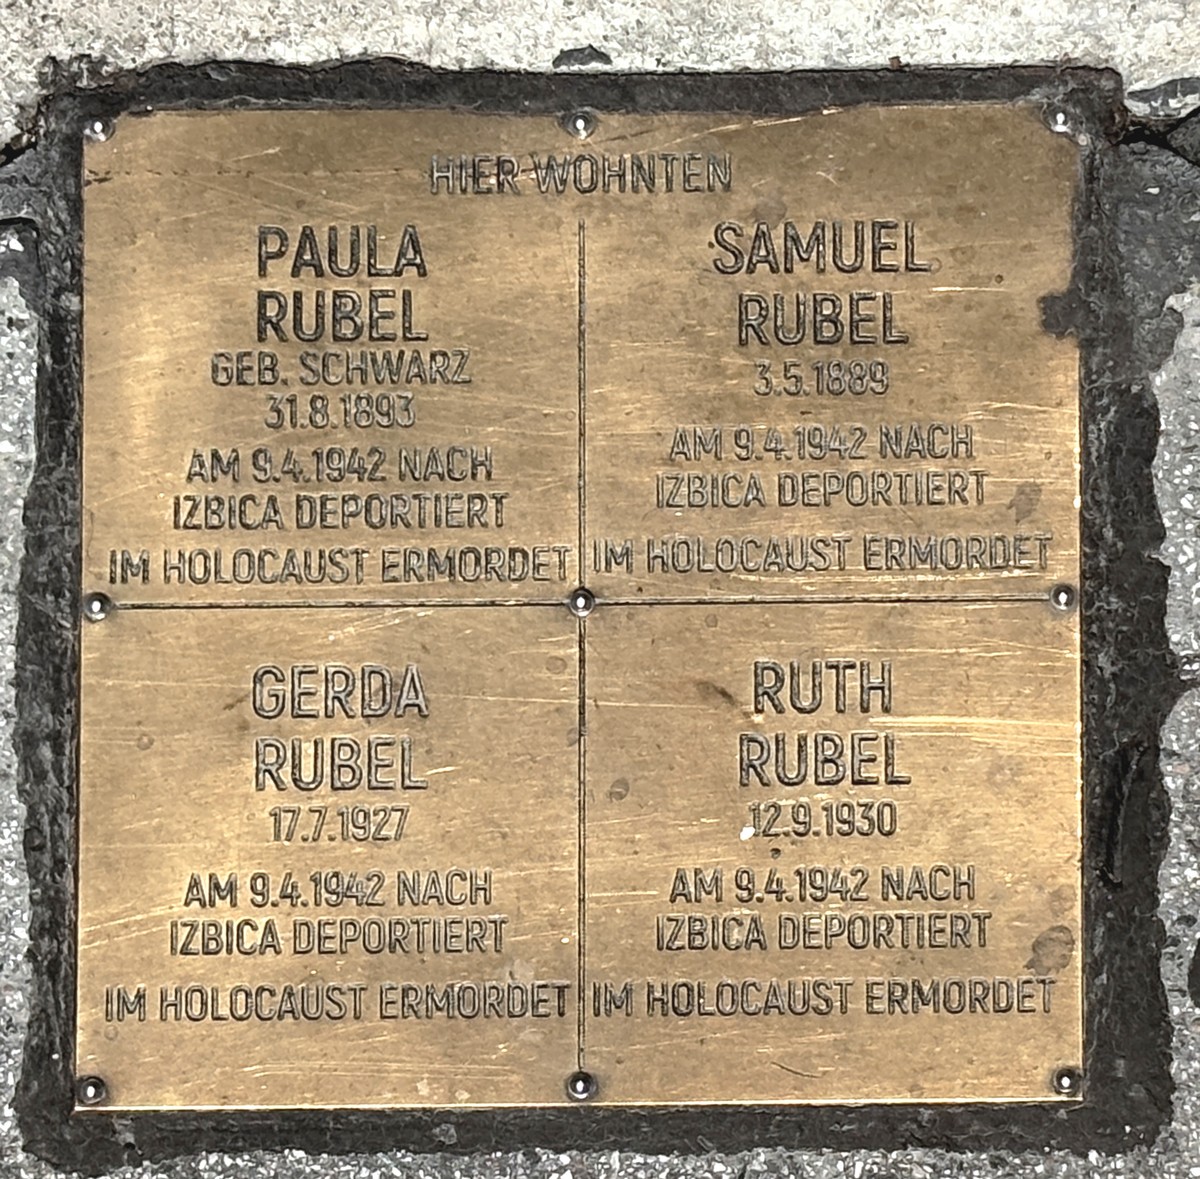 HIER WOHNTEN
PAULA
RUBEL
GEB. SCHWARZ
31.8.1893
AM 9.4.1942 NACH
IZBICA DEPORTIERT
IM HOLOCAUST ERMORDET
SAMUEL
RUBEL
3.5.1889
AM 9.4.1942 NACH
IZBICA DEPORTIERT
IM HOLOCAUST ERMORDET
GERDA
RUBEL
17.7.1927
AM 9.4.1942 NACH
IZBICA DEPORTIERT
IM HOLOCAUST ERMORDET
RUTH
RUBEL
12.9.1930
AM 9.4.1942 NACH
IZBICA DEPORTIERT
IM HOLOCAUST ERMORDET